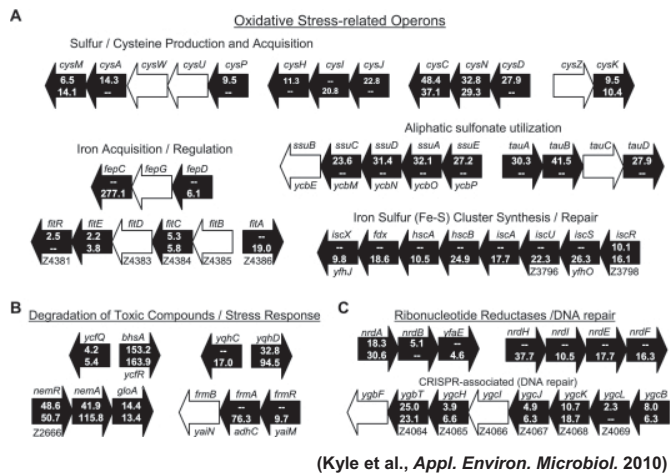 Oxidative Stress-related Operons
A
Sulfur / Cysteine Production and Acquisition
cysM cysA cysW cysU cysP cysH cysI cysJ cysC cysN cysD cysZ cysK
6.5 14.3 9.5 11.3 -- 22.8 48.4 32.8 27.9 9.5
14.1 -- -- -- 20.8 -- 37.1 29.3 -- 10.4
Aliphatic sulfonate utilization
ssuB ssuC ssuD ssuA ssuE tauA tauB tauC tauD
23.6 31.4 32.1 27.2 30.3 41.5 27.9
-- -- -- -- -- -- --
ycbE ycbM ycbN ycbO ycbP
Iron Acquisition / Regulation
fepC fepG fepD
-- --
277.1 6.1
fitR fitE fitD fitC fitB fitA
2.5 2.2 5.3 --
-- 3.8 5.8 19.0
Z4381 Z4383 Z4384 Z4385 Z4386
Iron Sulfur (Fe-S) Cluster Synthesis / Repair
iscX fdx hscA hscB iscA iscU iscS iscR
-- -- -- -- -- -- -- 10.1
9.8 18.6 10.5 24.9 17.7 22.3 26.3 16.1
yfhJ Z3796 yfhO Z3798
B
Degradation of Toxic Compounds / Stress Response
ycfQ bhsA yqhC yqhD
4.2 153.2 -- 32.8
5.4 163.9 17.0 94.5
ycfR
nemR nemA gloA frmB frmA frmR
48.6 41.9 14.4 -- --
50.7 115.8 13.4 76.3 9.7
Z2666 yaiN adhC yaiM
C
Ribonucleotide Reductases /DNA repair
nrdA nrdB yfaE nrdH nrdI nrdE nrdF
18.3 5.1 -- -- -- -- --
30.6 -- 4.6 37.7 10.5 17.7 16.3
CRISPR-associated (DNA repair)
ygbF ygbT ygcH ygcI ygcJ ygcK ygcL ygcB
25.0 3.9 4.9 10.7 2.3 8.0
23.1 6.6 6.3 18.7 -- 6.3
Z4064 Z4065 Z4066 Z4067 Z4068 Z4069
(Kyle et al., Appl. Environ. Microbiol. 2010)